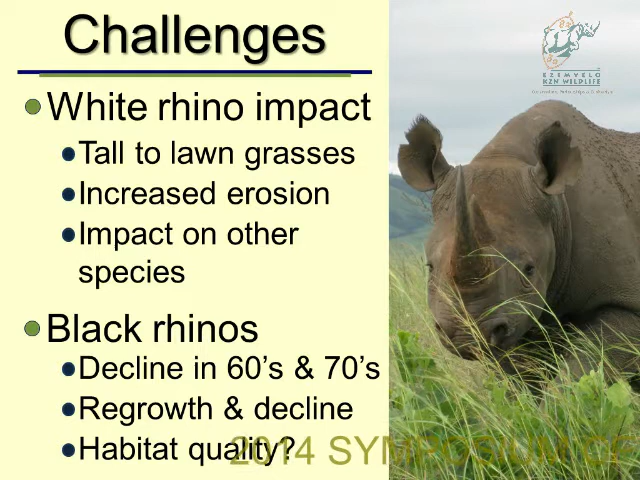 Challenges
White rhino impact
Tall to lawn grasses
Increased erosion
Impact on other
species
Black rhinos
Decline in 60's & 70's
Regrowth & decline
Habitat quality?
EZEMVELO
KZN WILDLIFE
2014 SYMPOSIUM OF